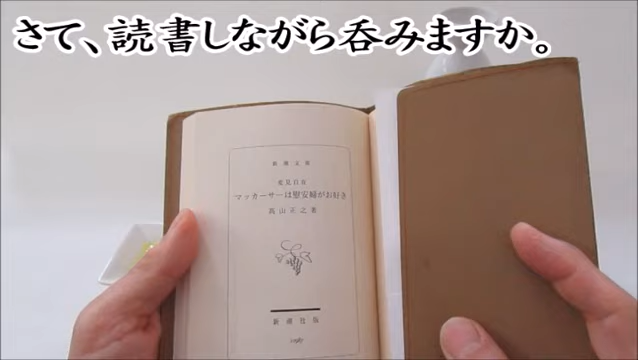 さて、読書しながら呑みますか。
新潮文庫
変見自在
マッカーサーは慰安婦がお好き
高山正之著
新潮社版